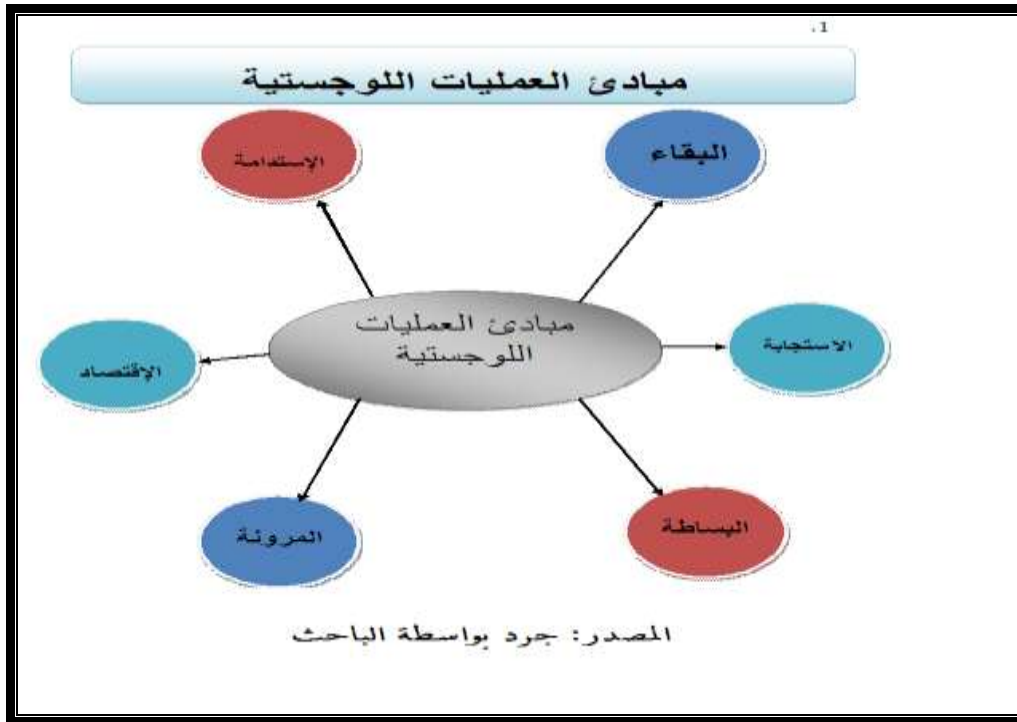 .1
مبادئ العمليات اللوجستية
البقاء
الإستدامة
مبادئ العمليات
اللوجستية
الاستجابة
الإقتصاد
البساطة
المرونة
المصدر: جرد بواسطة الباحث